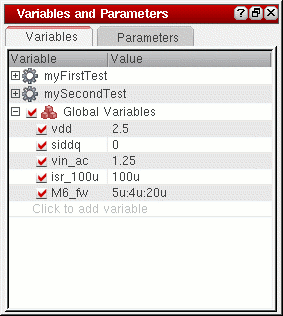 Variables and Parameters
Variables Parameters
Variable Value
myFirstTest
mySecondTest
Global Variables
vdd 2.5
siddq 0
vin_ac 1.25
isr_100u 100u
M6_fw 5u:4u:20u
Click to add variable